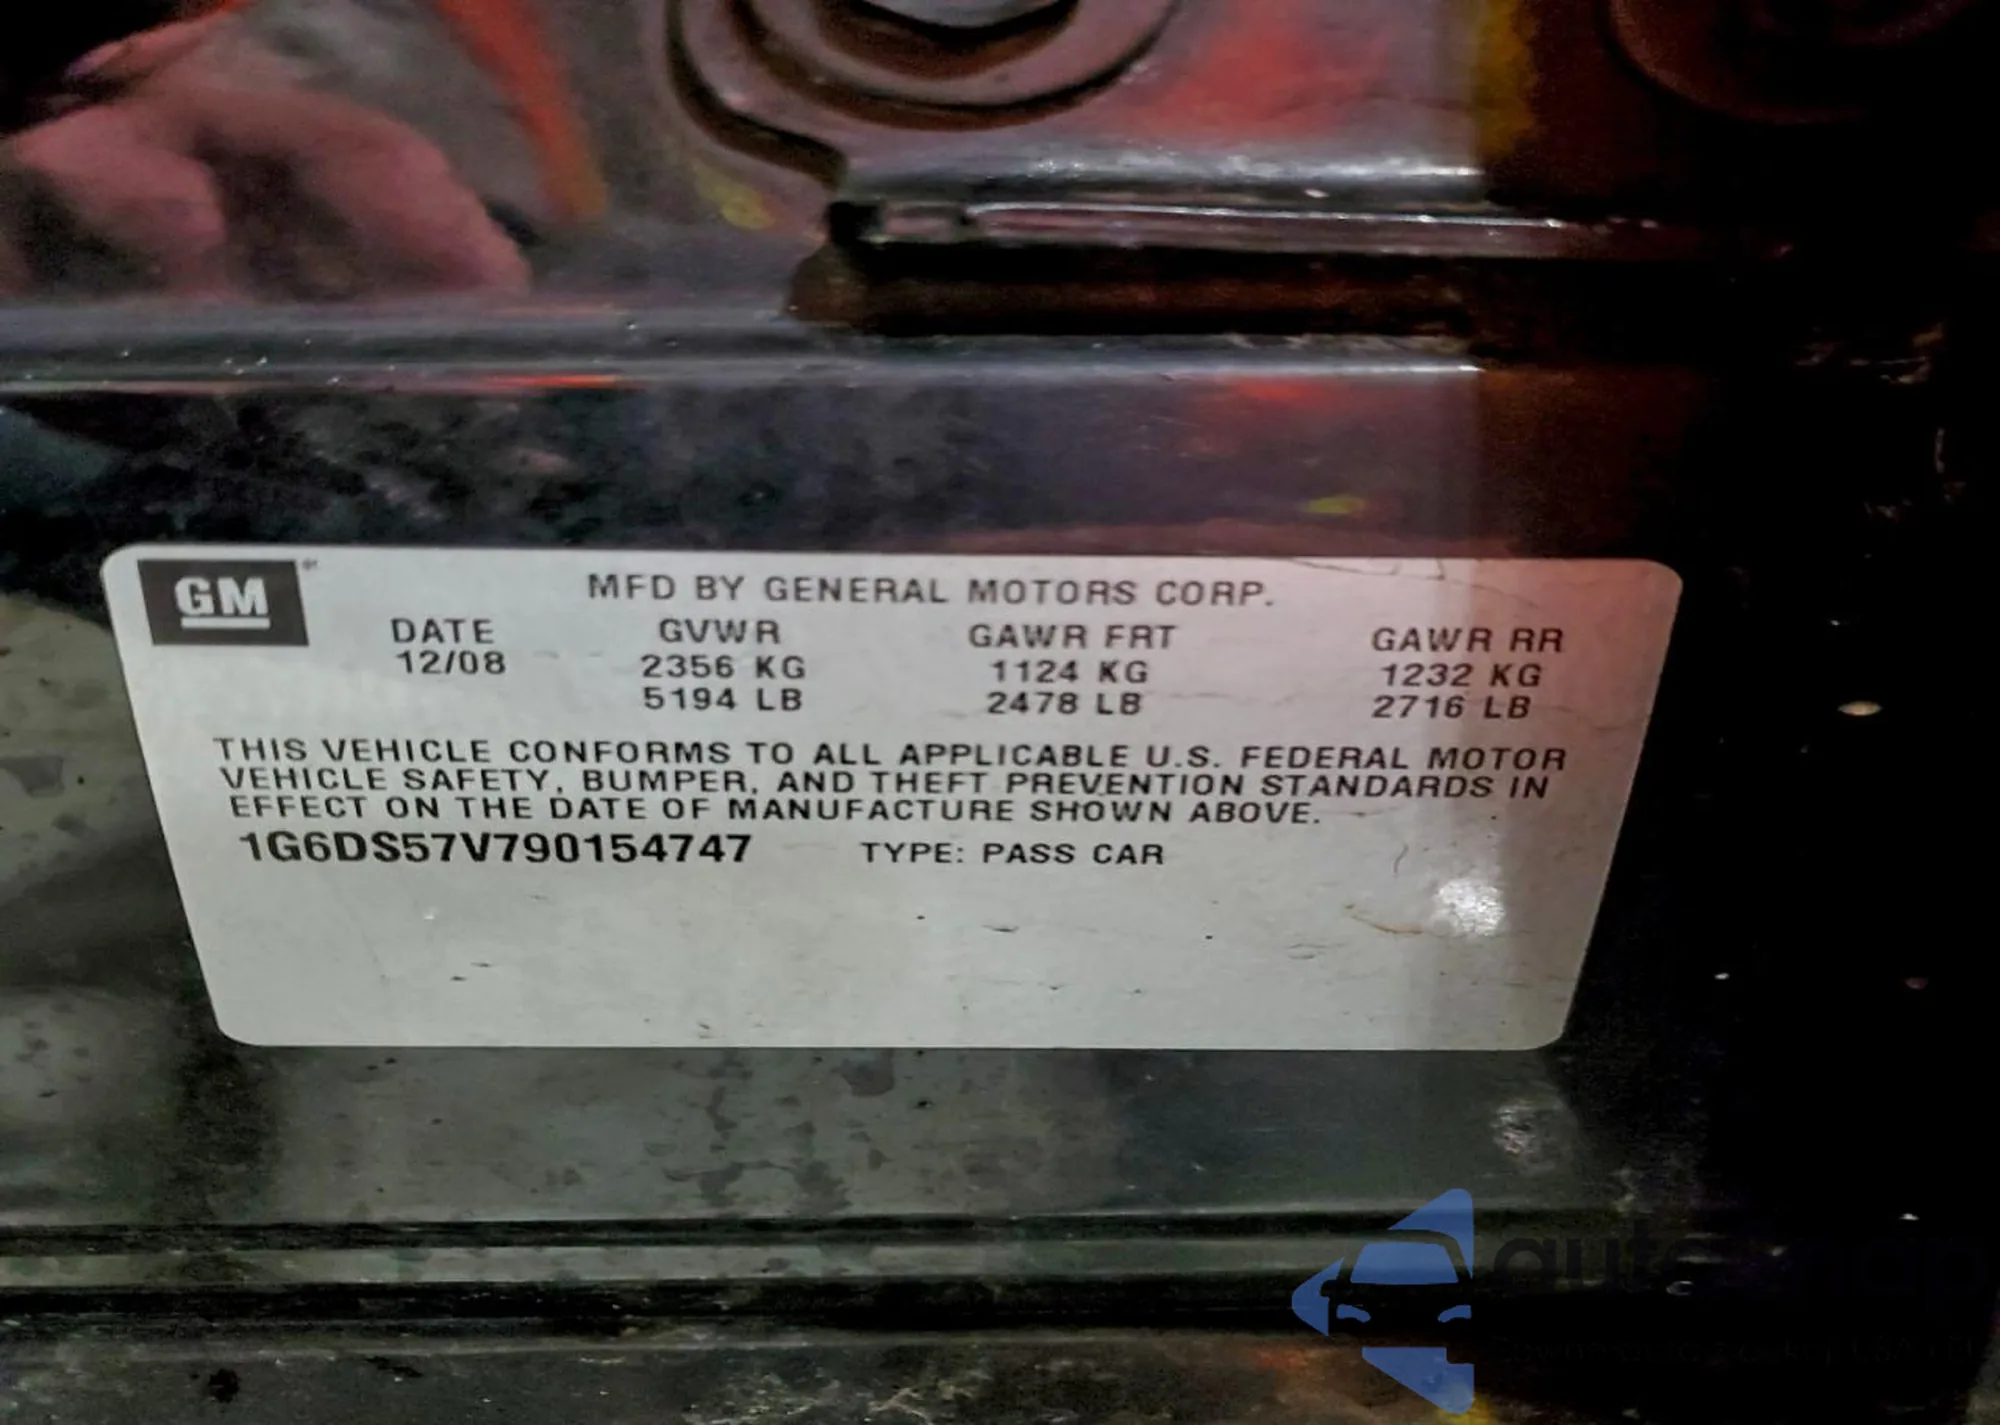 GM
MFD BY GENERAL MOTORS CORP.
DATE GVWR GAWR FRT GAWR RR
12/08 2356 KG 1124 KG 1232 KG
5194 LB 2478 LB 2716 LB
THIS VEHICLE CONFORMS TO ALL APPLICABLE U.S. FEDERAL MOTOR
VEHICLE SAFETY, BUMPER, AND THEFT PREVENTION STANDARDS IN
EFFECT ON THE DATE OF MANUFACTURE SHOWN ABOVE.
1G6DS57V790154747 TYPE: PASS CAR